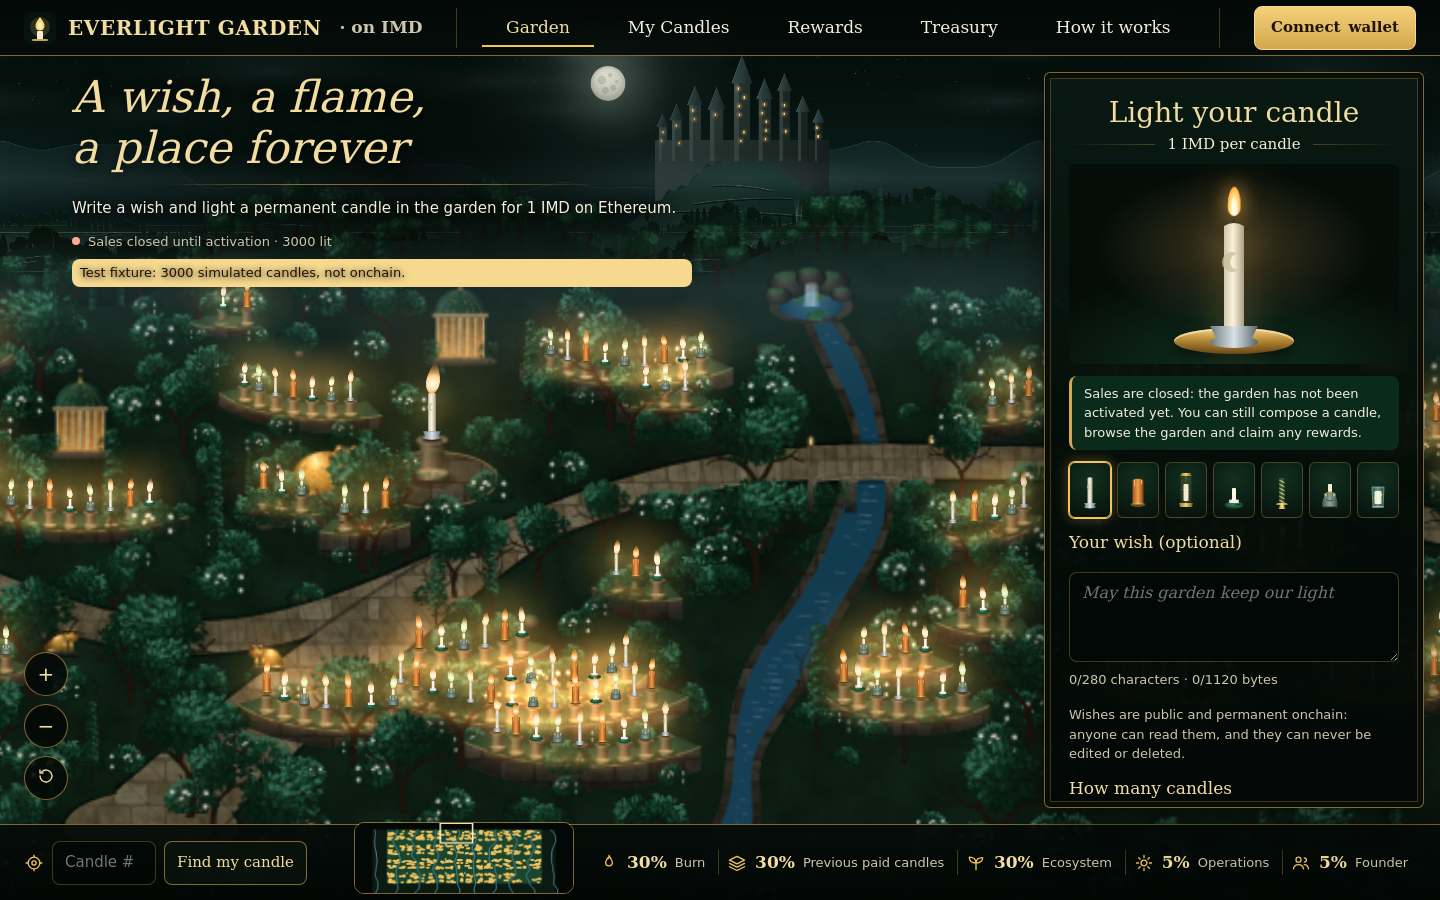 EVERLIGHT GARDEN · on IMD
Garden
My Candles
Rewards
Treasury
How it works
Connect wallet
A wish, a flame,
a place forever
Write a wish and light a permanent candle in the garden for 1 IMD on Ethereum.
Sales closed until activation · 3000 lit
Test fixture: 3000 simulated candles, not onchain.
Light your candle
1 IMD per candle
Sales are closed: the garden has not been
activated yet. You can still compose a candle,
browse the garden and claim any rewards.
Your wish (optional)
May this garden keep our light
0/280 characters · 0/1120 bytes
Wishes are public and permanent onchain:
anyone can read them, and they can never be
edited or deleted.
How many candles
+
−
Candle #
Find my candle
30% Burn
30% Previous paid candles
30% Ecosystem
5% Operations
5% Founder